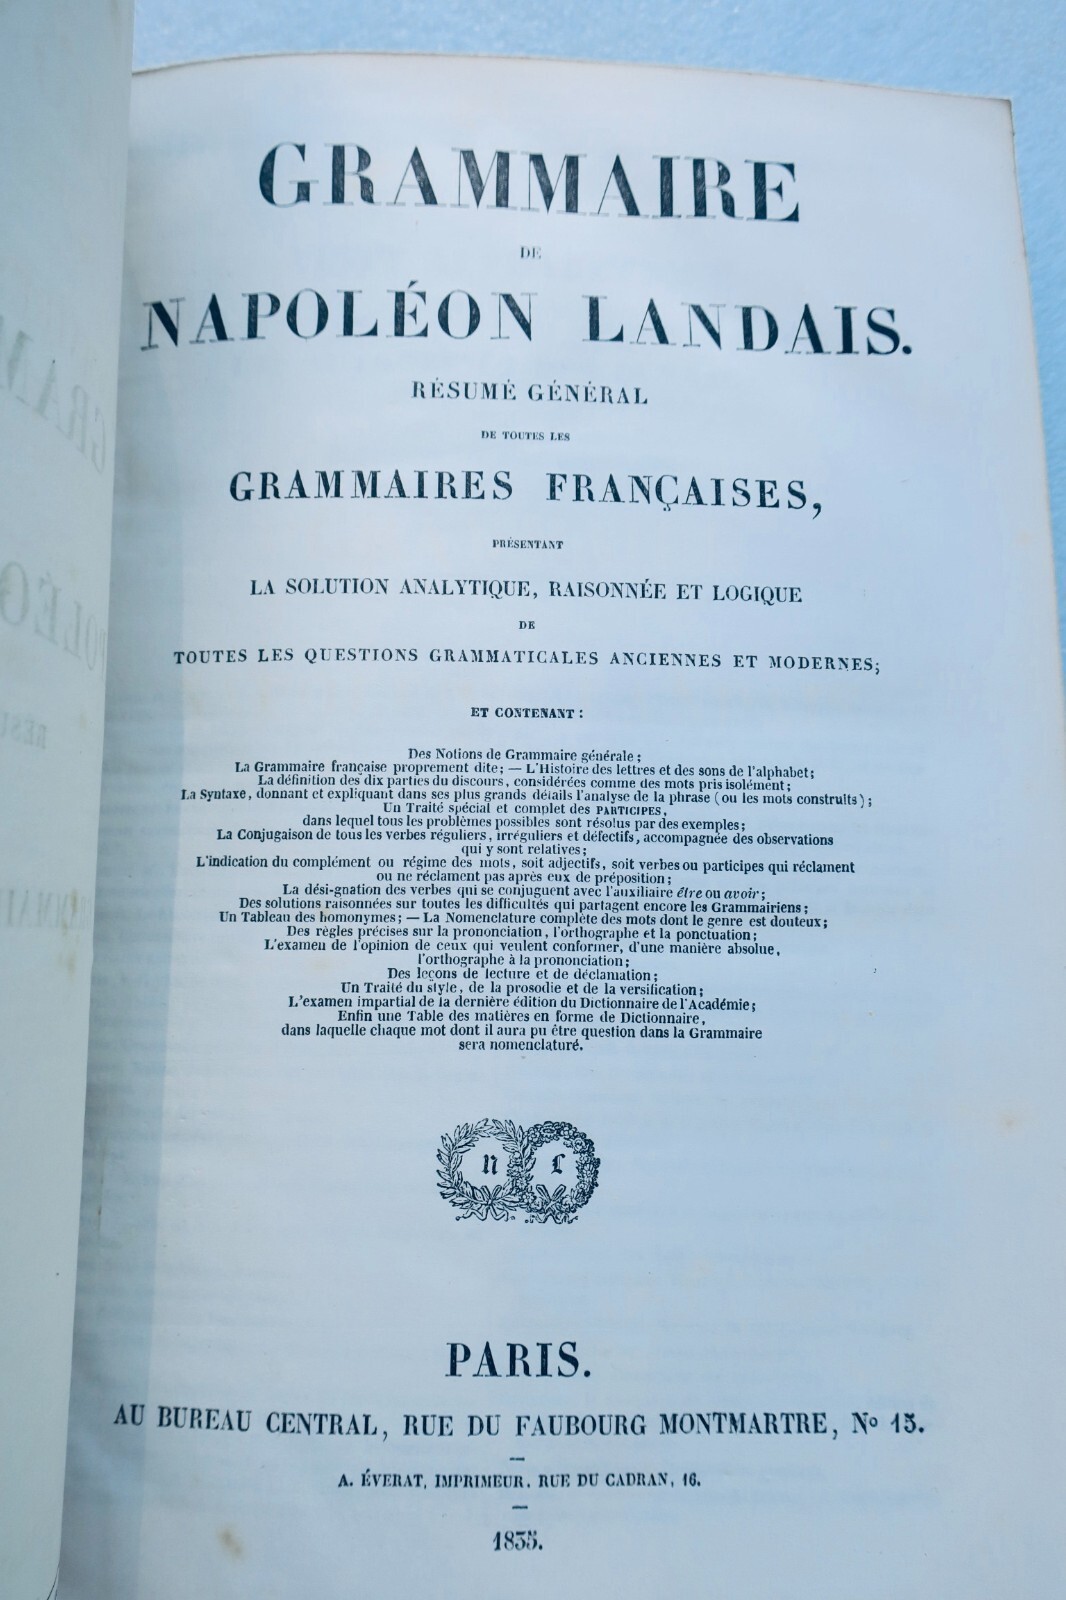 GRAMMAIRE
DE
NAPOLÉON LANDAIS.
RÉSUMÉ GÉNÉRAL
DE TOUTES LES
GRAMMAIRES FRANÇAISES,
PRÉSENTANT
LA SOLUTION ANALYTIQUE, RAISONNÉE ET LOGIQUE
DE
TOUTES LES QUESTIONS GRAMMATICALES ANCIENNES ET MODERNES;
ET CONTENANT :
Des Notions de Grammaire générale ;
La Grammaire française proprement dite ; — L'Histoire des lettres et des sons de l'alphabet ;
La définition des dix parties du discours, considérées comme des mots pris isolément ;
La Syntaxe, donnant et expliquant dans ses plus grands détails l'analyse de la phrase (ou les mots construits) ;
Un Traité spécial et complet des PARTICIPES,
dans lequel tous les problèmes possibles sont résolus par des exemples ;
La Conjugaison de tous les verbes réguliers, irréguliers et défectifs, accompagnée des observations
qui y sont relatives ;
L'indication du complément ou régime des mots, soit adjectifs, soit verbes ou participes qui réclament
ou ne réclament pas après eux de préposition ;
La dési-gnation des verbes qui se conjuguent avec l'auxiliaire être ou avoir ;
Des solutions raisonnées sur toutes les difficultés qui partagent encore les Grammairiens ;
Un Tableau des homonymes ; — La Nomenclature complète des mots dont le genre est douteux ;
Des règles précises sur la prononciation, l'orthographe et la ponctuation ;
L'examen de l'opinion de ceux qui veulent conformer, d'une manière absolue,
l'orthographe à la prononciation ;
Des leçons de lecture et de déclamation ;
Un Traité du style, de la prosodie et de la versification ;
L'examen impartial de la dernière édition du Dictionnaire de l'Académie ;
Enfin une Table des matières en forme de Dictionnaire,
dans laquelle chaque mot dont il aura pu être question dans la Grammaire
sera nomenclaturé.
N L
PARIS.
AU BUREAU CENTRAL, RUE DU FAUBOURG MONTMARTRE, No 15.
A. ÉVERAT, IMPRIMEUR, RUE DU CADRAN, 16.
1835.